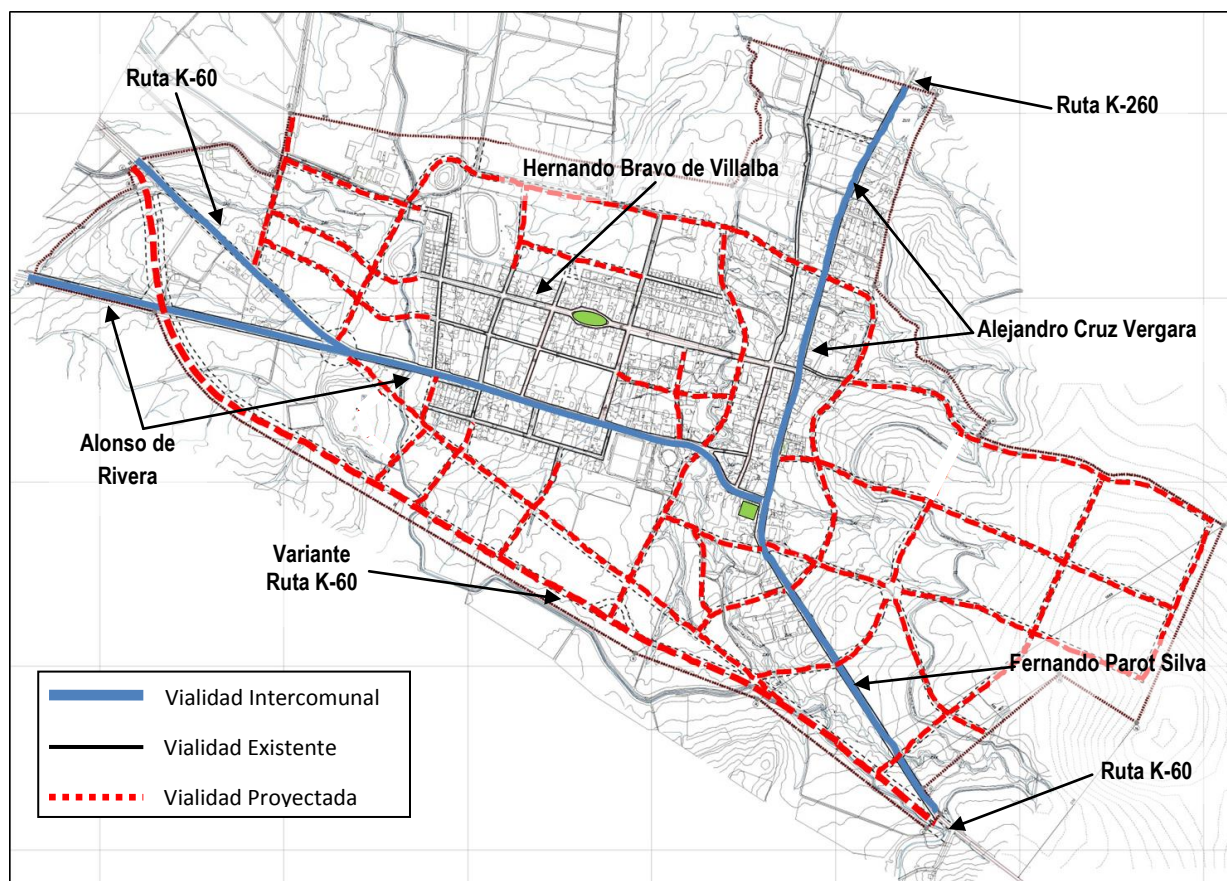 Ruta K-60
Ruta K-260
Hernando Bravo de Villalba
Alejandro Cruz Vergara
Alonso de
Rivera
Variante
Ruta K-60
Fernando Parot Silva
Ruta K-60
Vialidad Intercomunal
Vialidad Existente
Vialidad Proyectada